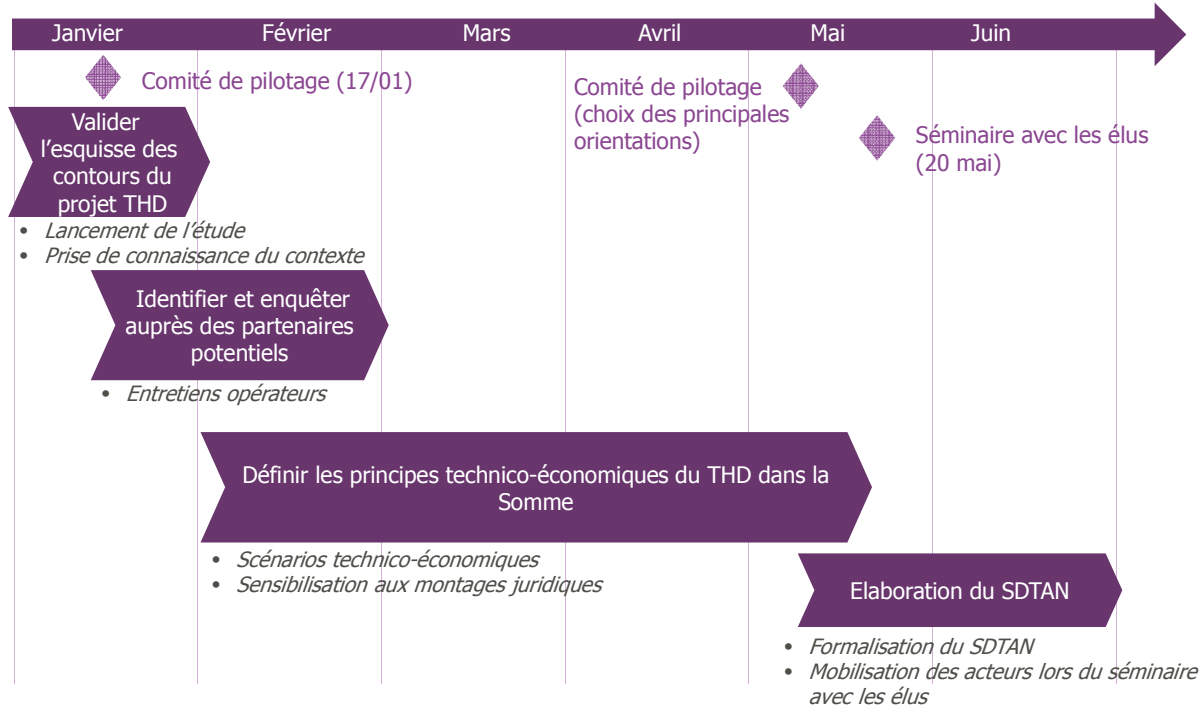 Janvier Février Mars Avril Mai Juin
Comité de pilotage (17/01)
Comité de pilotage
(choix des principales
orientations)
Séminaire avec les élus
(20 mai)
Valider
l’esquisse des
contours du
projet THD
• Lancement de l’étude
• Prise de connaissance du contexte
Identifier et enquêter
auprès des partenaires
potentiels
• Entretiens opérateurs
Définir les principes technico-économiques du THD dans la
Somme
• Scénarios technico-économiques
• Sensibilisation aux montages juridiques
Elaboration du SDTAN
• Formalisation du SDTAN
• Mobilisation des acteurs lors du séminaire
avec les élus